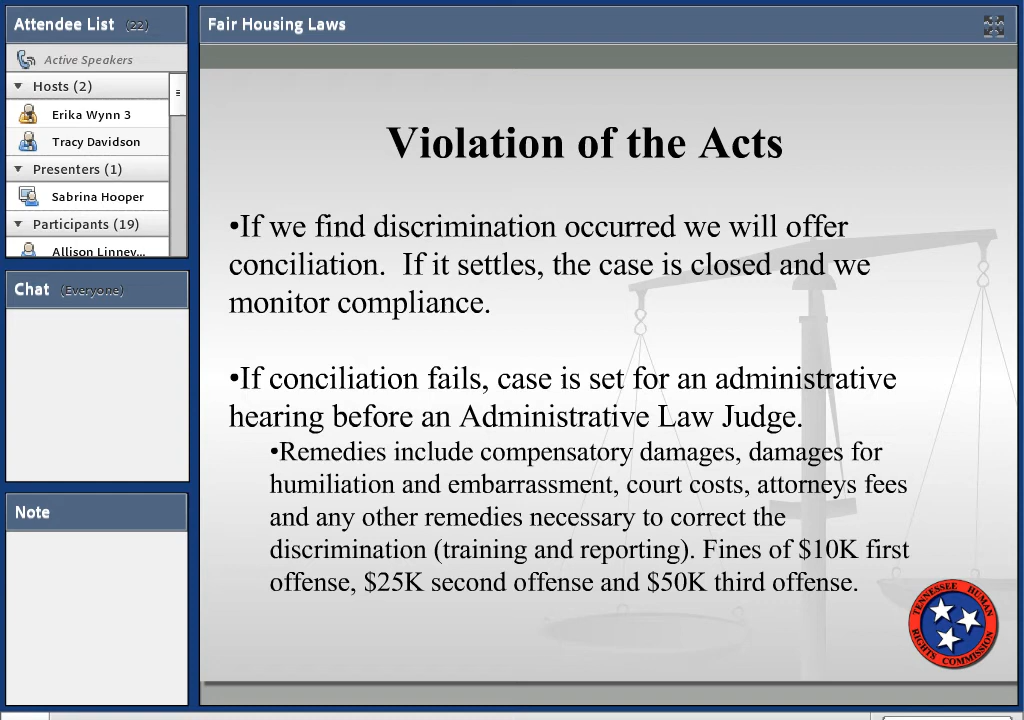 Attendee List (22)
Active Speakers
Hosts (2)
Erika Wynn 3
Tracy Davidson
Presenters (1)
Sabrina Hooper
Participants (19)
Allison Linney...
Chat (Everyone)
Note
Fair Housing Laws
Violation of the Acts
•If we find discrimination occurred we will offer
conciliation.  If it settles, the case is closed and we
monitor compliance.
•If conciliation fails, case is set for an administrative
hearing before an Administrative Law Judge.
•Remedies include compensatory damages, damages for
humiliation and embarrassment, court costs, attorneys fees
and any other remedies necessary to correct the
discrimination (training and reporting). Fines of $10K first
offense, $25K second offense and $50K third offense.
TENNESSEE HUMAN
RIGHTS COMMISSION